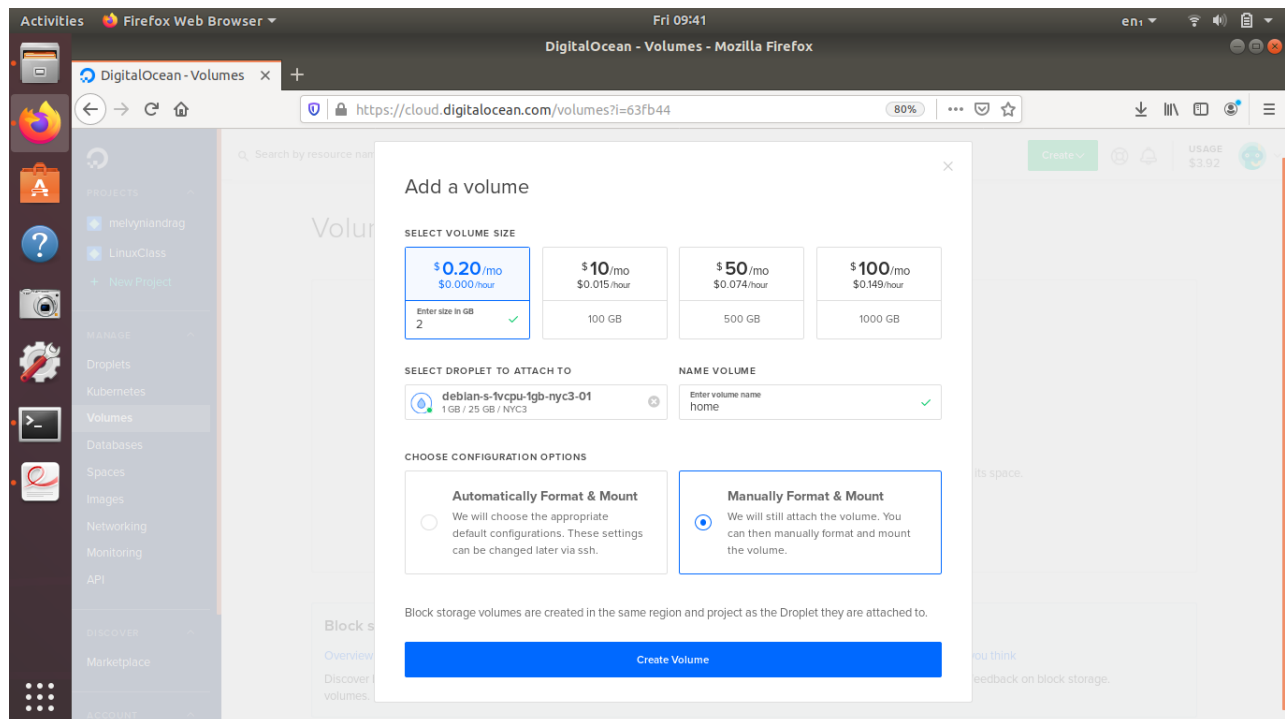 Activities Firefox Web Browser Fri 09:41 en₁
DigitalOcean - Volumes - Mozilla Firefox
DigitalOcean - Volumes
https://cloud.digitalocean.com/volumes?i=63fb44 80%
Search by resource nam
Create
USAGE
$3.92
PROJECTS
melvyniandrag
LinuxClass
+ New Project
MANAGE
Droplets
Kubernetes
Volumes
Databases
Spaces
Images
Networking
Monitoring
API
DISCOVER
Marketplace
ACCOUNT
Volum
Add a volume
SELECT VOLUME SIZE
$0.20/mo
$0.000/hour
Enter size in GB
2
$10/mo
$0.015/hour
100 GB
$50/mo
$0.074/hour
500 GB
$100/mo
$0.149/hour
1000 GB
SELECT DROPLET TO ATTACH TO
debian-s-1vcpu-1gb-nyc3-01
1 GB / 25 GB / NYC3
NAME VOLUME
Enter volume name
home
CHOOSE CONFIGURATION OPTIONS
Automatically Format & Mount
We will choose the appropriate
default configurations. These settings
can be changed later via ssh.
Manually Format & Mount
We will still attach the volume. You
can then manually format and mount
the volume.
Block storage volumes are created in the same region and project as the Droplet they are attached to.
Create Volume
its space.
Block s
Overview
Discover
volumes.
you think
feedback on block storage.